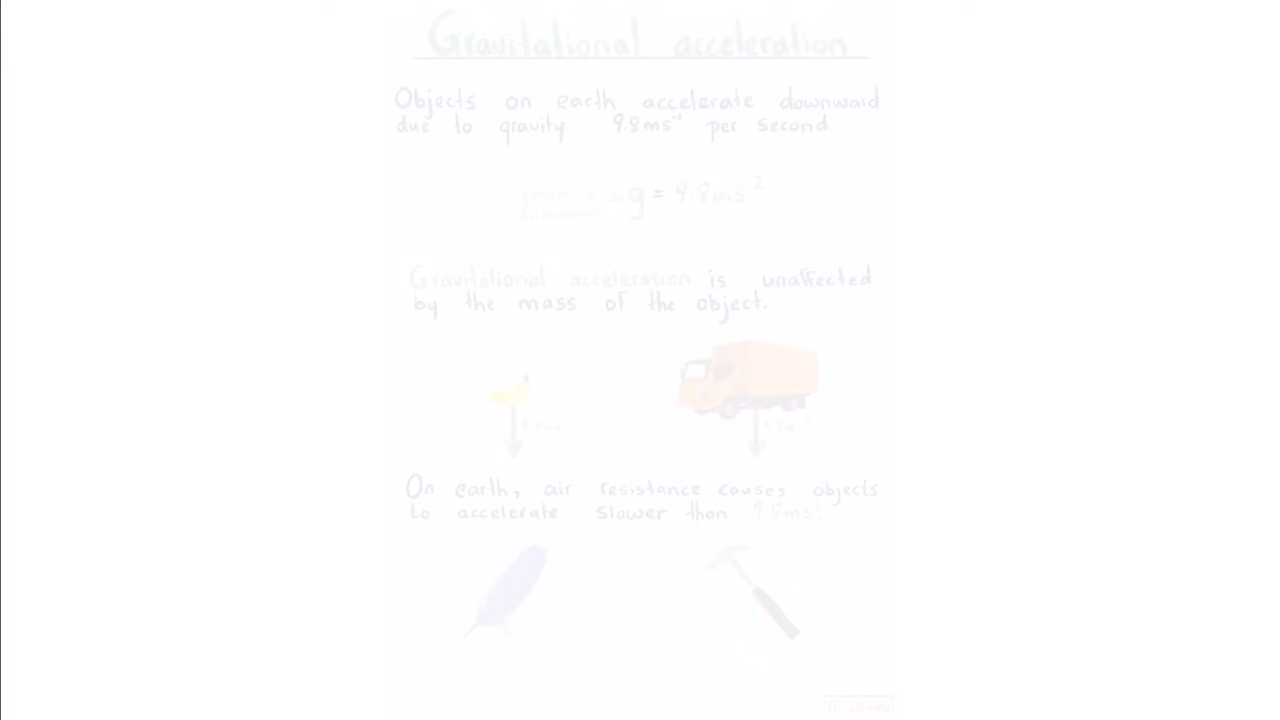 Gravitational acceleration
Objects on earth accelerate downward
due to gravity 9.8ms⁻¹ per second.
g = 9.8ms⁻²
Gravitational acceleration is unaffected
by the mass of the object.
On earth, air resistance causes objects
to accelerate slower than 9.8ms⁻²